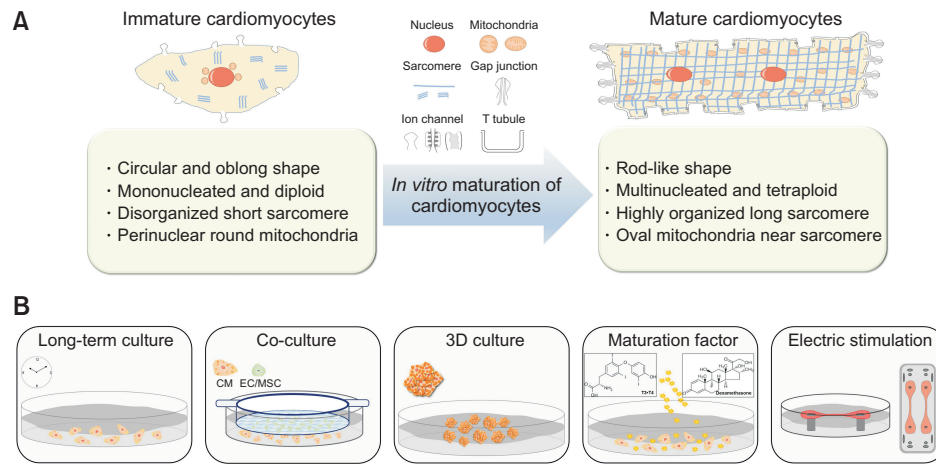 A
Immature cardiomyocytes
Nucleus
Mitochondria
Sarcomere
Gap junction
Ion channel
T tubule
Mature cardiomyocytes
· Circular and oblong shape
· Mononucleated and diploid
· Disorganized short sarcomere
· Perinuclear round mitochondria
In vitro maturation of
cardiomyocytes
· Rod-like shape
· Multinucleated and tetraploid
· Highly organized long sarcomere
· Oval mitochondria near sarcomere
B
Long-term culture
Co-culture
CM
EC/MSC
3D culture
Maturation factor
T3•T4
Dexamethasone
Electric stimulation